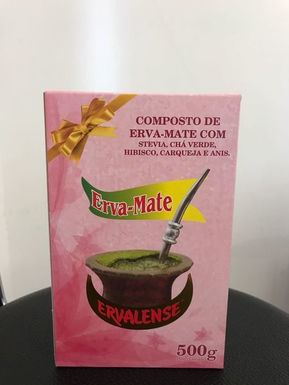 COMPOSTO DE
ERVA-MATE COM
STEVIA, CHÁ VERDE,
HIBISCO, CARQUEJA E ANIS.
Erva-Mate
ERVALENSE
500g